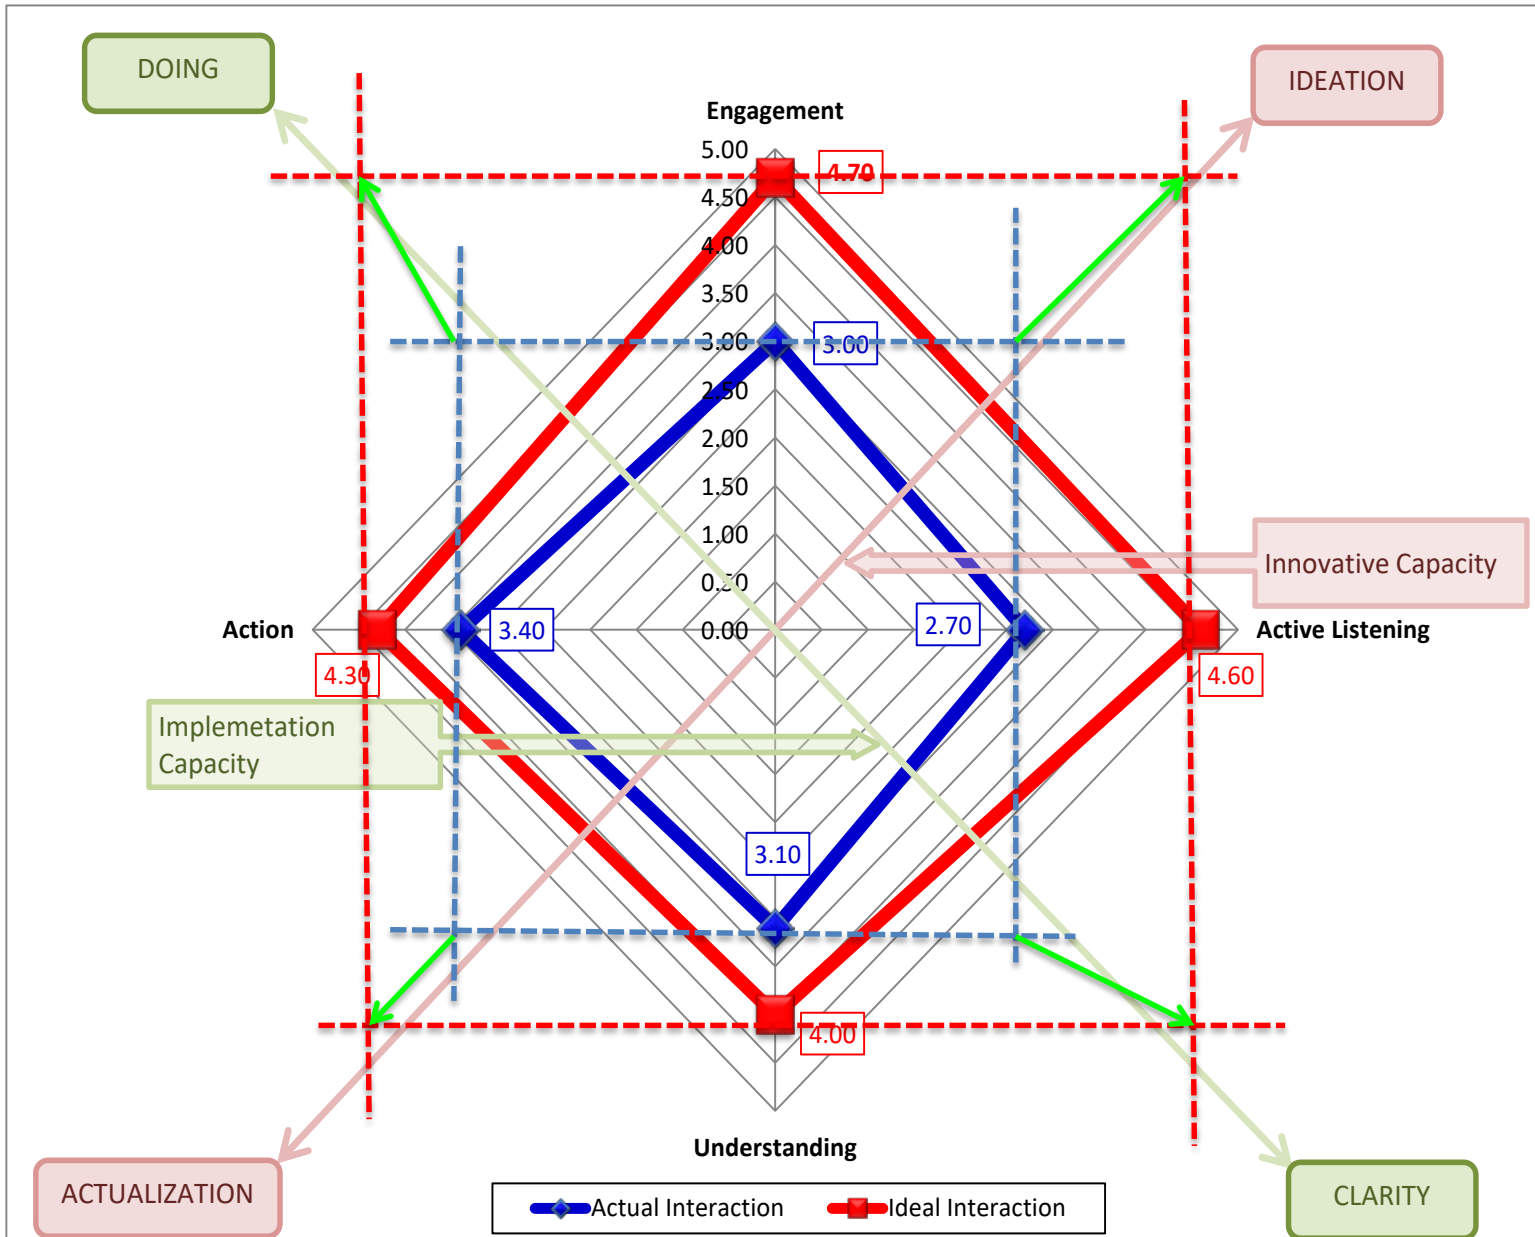 DOING
IDEATION
Engagement
5.00
4.70
4.50
4.00
3.50
3.00
3.00
2.50
2.00
1.50
1.00
0.50
0.00
Innovative Capacity
Action
3.40
2.70
Active Listening
4.30
4.60
Implemetation
Capacity
3.10
4.00
Understanding
ACTUALIZATION
CLARITY
Actual Interaction
Ideal Interaction